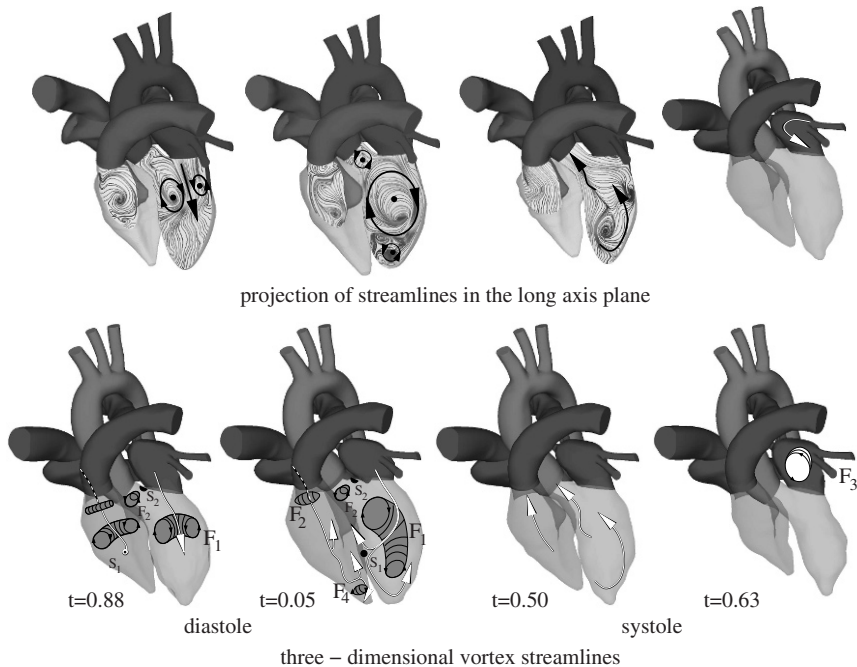 projection of streamlines in the long axis plane
S₂
F₂
F₁
S₁
S₂
F₂
F₂
F₁
S₁
F₄
F₃
t=0.88 t=0.05 t=0.50 t=0.63
diastole systole
three − dimensional vortex streamlines